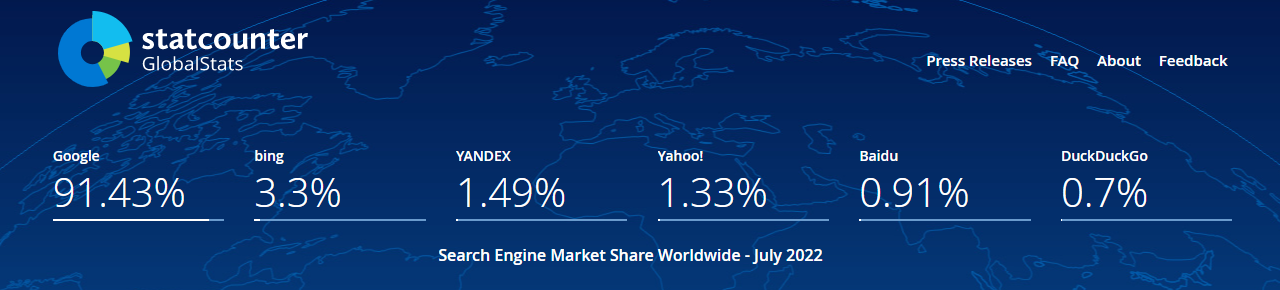 statcounter
GlobalStats
Press Releases FAQ About Feedback
Google bing YANDEX Yahoo! Baidu DuckDuckGo
91.43% 3.3% 1.49% 1.33% 0.91% 0.7%
Search Engine Market Share Worldwide - July 2022